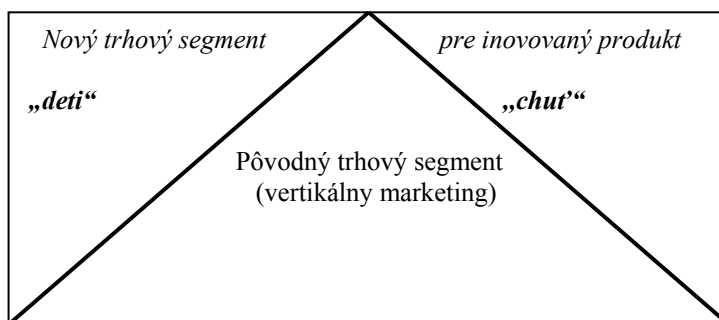 Nový trhový segment
pre inovovaný produkt
„deti“
„chuť“
Pôvodný trhový segment
(vertikálny marketing)